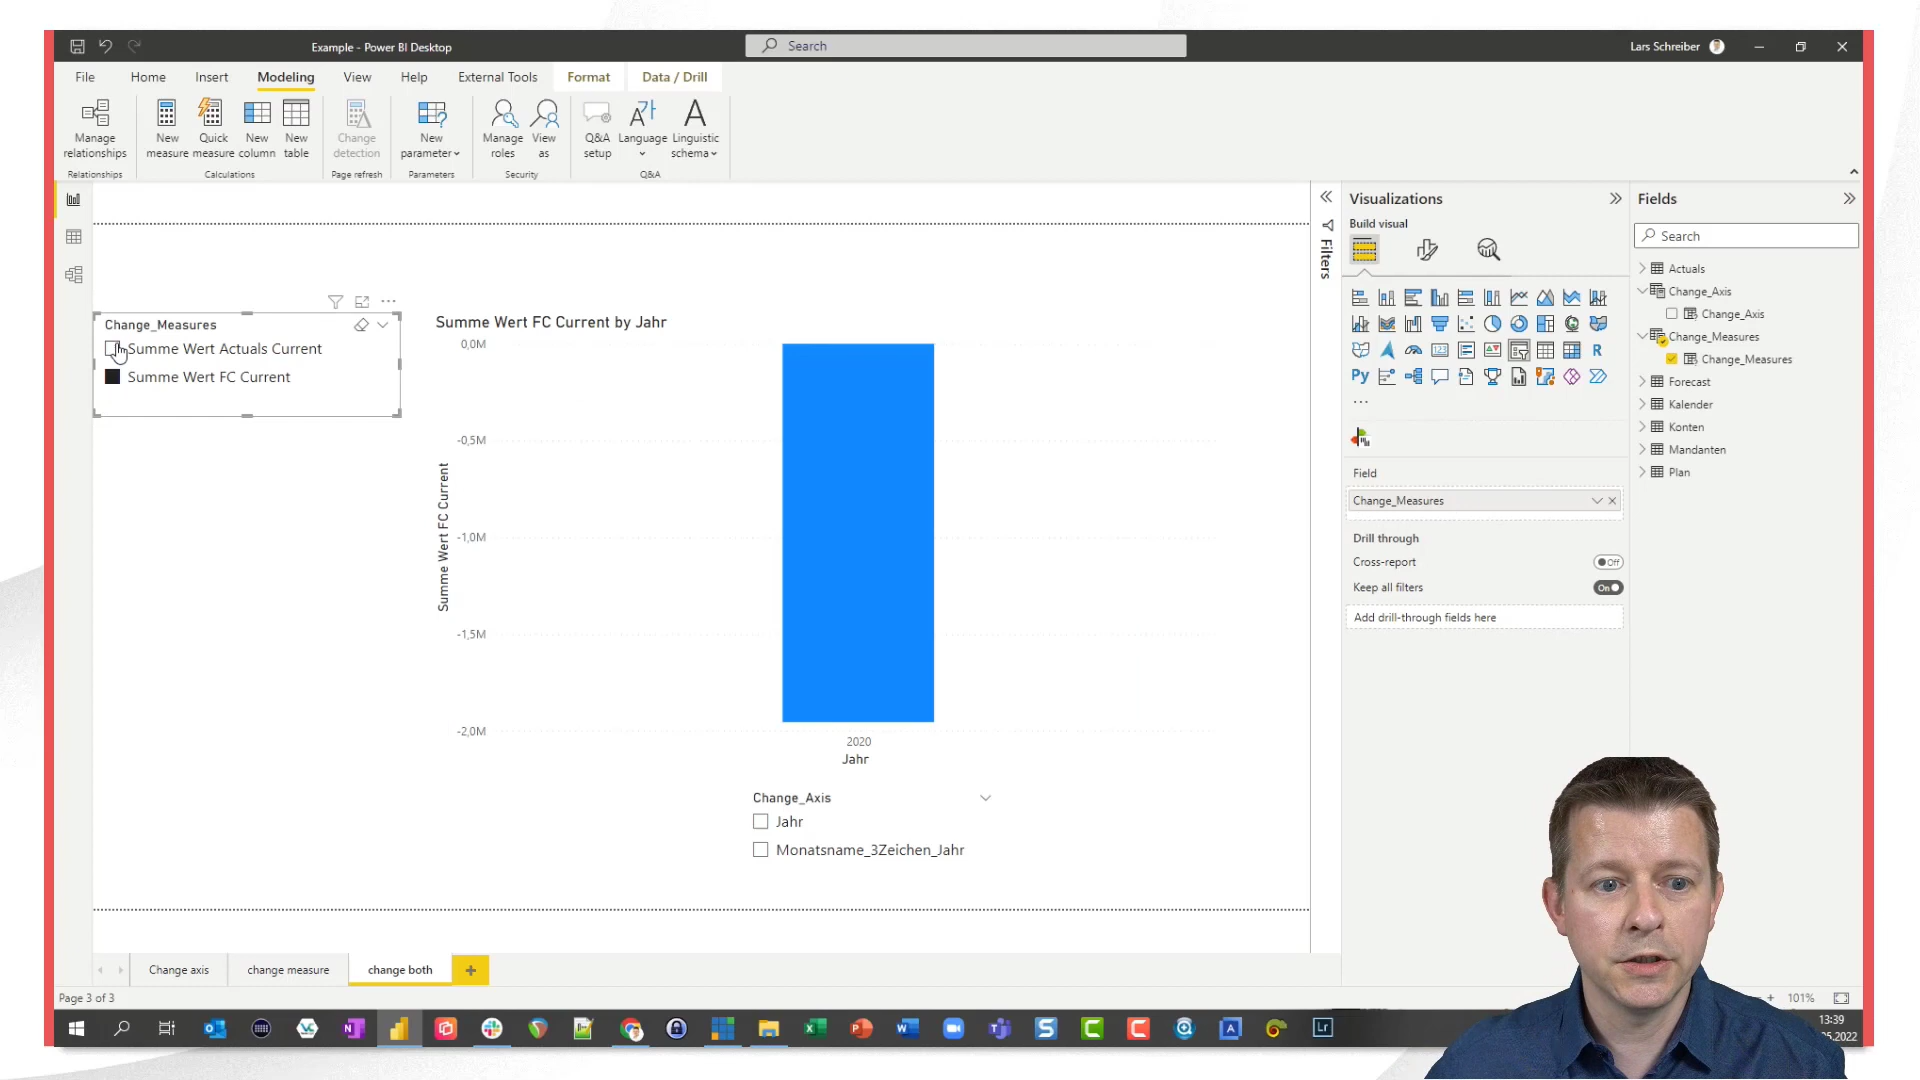 Example - Power BI Desktop
Search
Lars Schreiber
File
Home
Insert
Modeling
View
Help
External Tools
Format
Data / Drill
Manage relationships
Relationships
New measure
Quick measure
New column
New table
Calculations
Change detection
Page refresh
New parameter
Parameters
Manage roles
View as
Security
Q&A setup
Language
Linguistic schema
Q&A
Change_Measures
Summe Wert Actuals Current
Summe Wert FC Current
Summe Wert FC Current by Jahr
Summe Wert FC Current
0,0M
-0,5M
-1,0M
-1,5M
-2,0M
2020
Jahr
Change_Axis
Jahr
Monatsname_3Zeichen_Jahr
Filters
Visualizations
Build visual
123
R
Py
...
Field
Change_Measures
Drill through
Cross-report
Off
Keep all filters
On
Add drill-through fields here
Fields
Search
Actuals
Change_Axis
Change_Axis
Change_Measures
Change_Measures
Forecast
Kalender
Konten
Mandanten
Plan
Change axis
change measure
change both
+
Page 3 of 3
101%
13:39
.2022